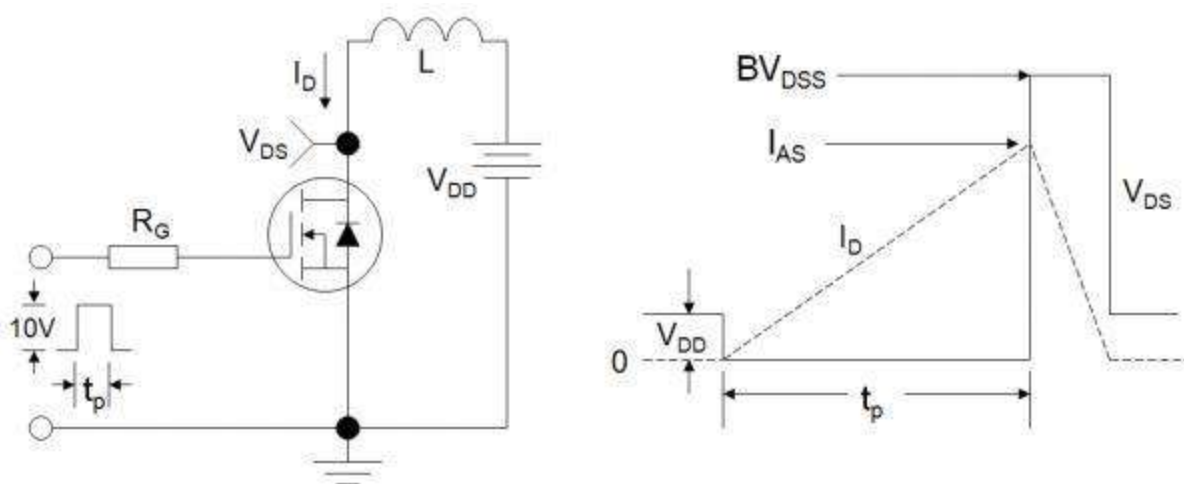 L
I_D
V_DS
V_DD
R_G
10V
t_p
BV_DSS
I_AS
V_DS
I_D
V_DD
0
t_p